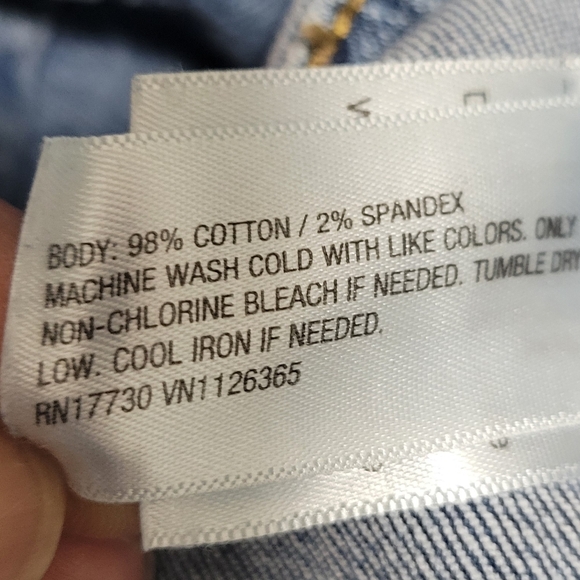 BODY: 98% COTTON / 2% SPANDEX
MACHINE WASH COLD WITH LIKE COLORS. ONLY
NON-CHLORINE BLEACH IF NEEDED. TUMBLE DRY
LOW. COOL IRON IF NEEDED.
RN17730 VN1126365